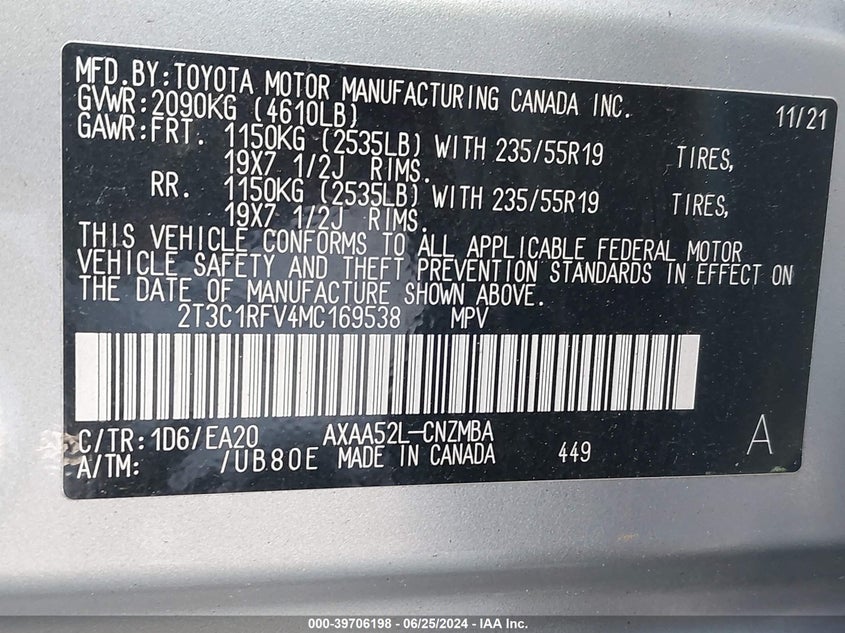 MFD.BY:TOYOTA MOTOR MANUFACTURING CANADA INC.
GVWR:2090KG (4610LB) 11/21
GAWR:FRT. 1150KG (2535LB) WITH 235/55R19 TIRES,
19X7 1/2J RIMS.
RR. 1150KG (2535LB) WITH 235/55R19 TIRES,
19X7 1/2J RIMS.
THIS VEHICLE CONFORMS TO ALL APPLICABLE FEDERAL MOTOR
VEHICLE SAFETY AND THEFT PREVENTION STANDARDS IN EFFECT ON
THE DATE OF MANUFACTURE SHOWN ABOVE.
2T3C1RFV4MC169538 MPV
C/TR:1D6/EA20 AXAA52L-CNZMBA A
A/TM: /UB80E MADE IN CANADA 449
000-39706198 - 06/25/2024 - IAA Inc.